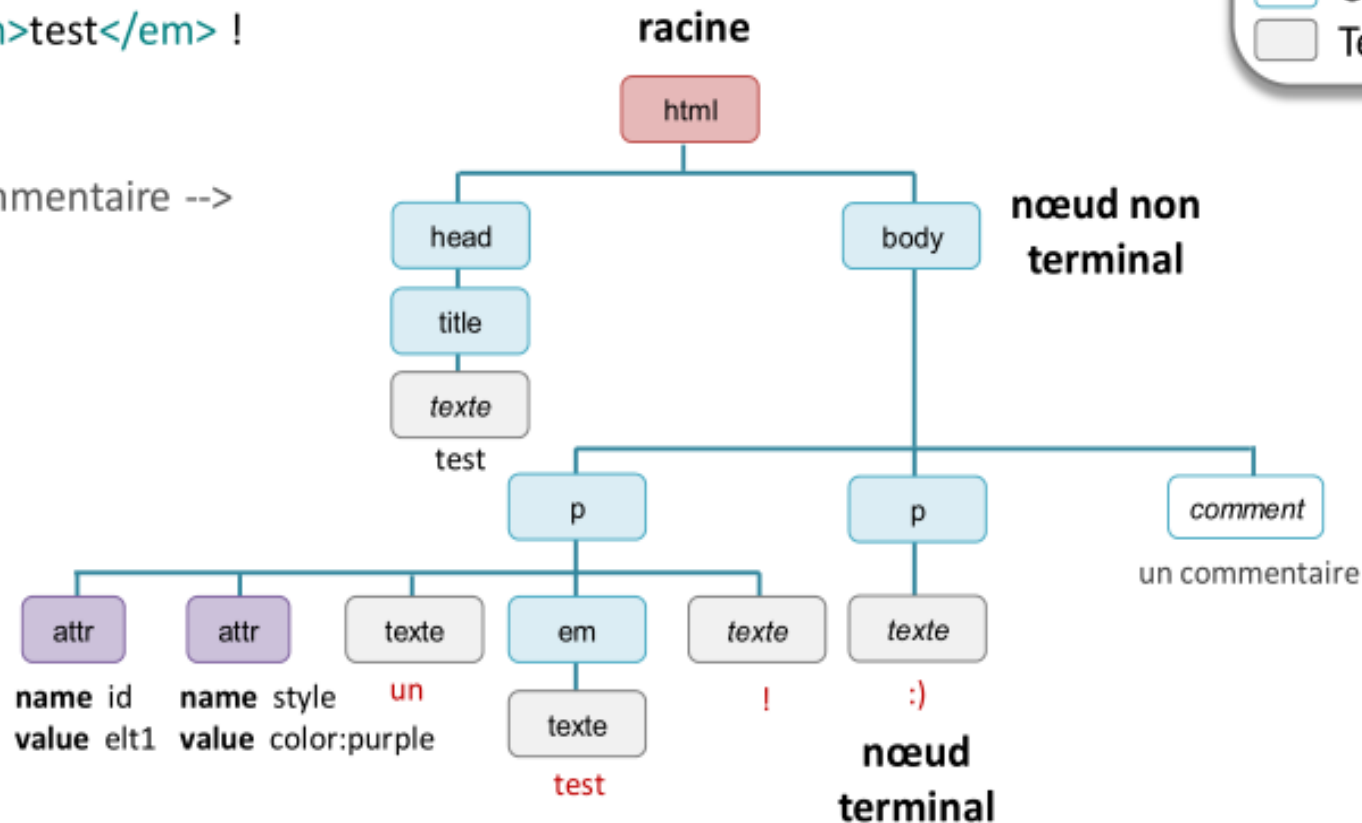 >test</em> !
racine
html
mmentaire -->
head
body
nœud non
terminal
title
texte
test
p
p
comment
un commentaire
attr
attr
texte
em
texte
texte
name id
value elt1
name style
value color:purple
un
!
:)
texte
test
nœud
terminal